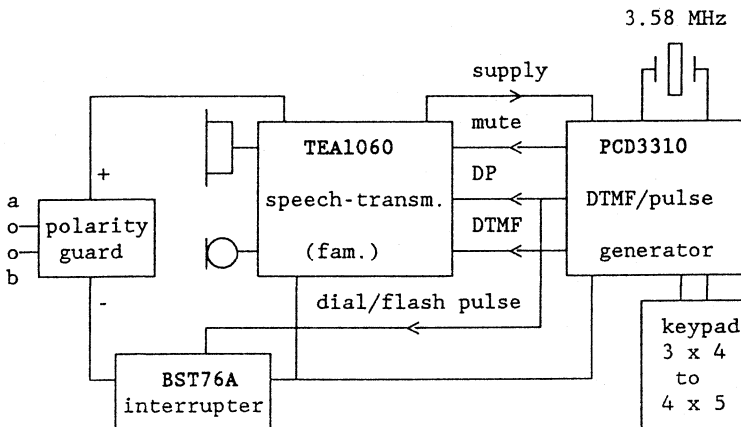 3.58 MHz
supply
mute
TEA1060
speech-transm.
(fam.)
DP
DTMF
PCD3310
DTMF/pulse
generator
+
a
o
o
b
polarity
guard
-
dial/flash pulse
BST76A
interrupter
keypad
3 x 4
to
4 x 5